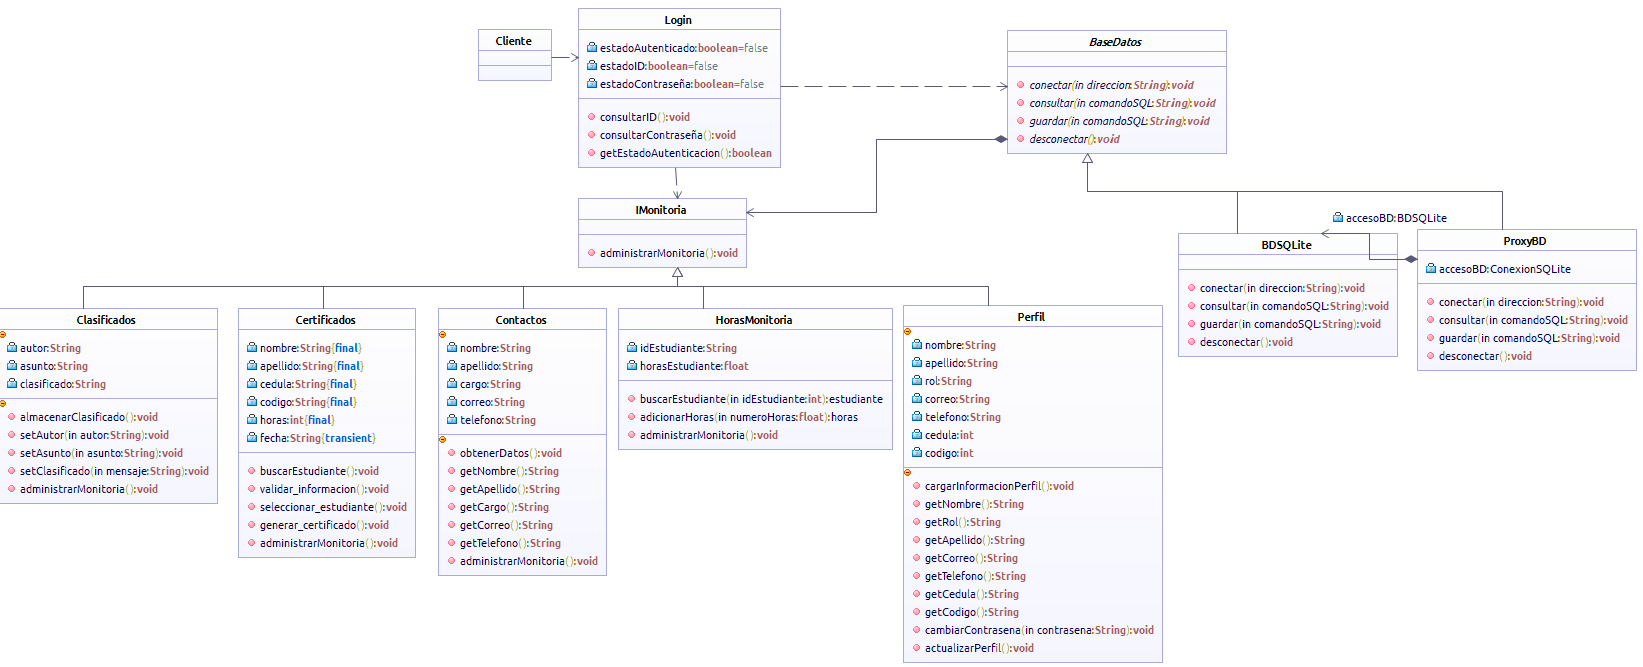 Cliente
Login
estadoAutenticado:boolean=false
estadoID:boolean=false
estadoContraseña:boolean=false
consultarID():void
consultarContraseña():void
getEstadoAutenticacion():boolean
BaseDatos
conectar(in direccion:String):void
consultar(in comandoSQL:String):void
guardar(in comandoSQL:String):void
desconectar():void
IMonitoria
administrarMonitoria():void
accesoBD:BDSQLite
BDSQLite
conectar(in direccion:String):void
consultar(in comandoSQL:String):void
guardar(in comandoSQL:String):void
desconectar():void
ProxyBD
accesoBD:ConexionSQLite
conectar(in direccion:String):void
consultar(in comandoSQL:String):void
guardar(in comandoSQL:String):void
desconectar():void
Clasificados
autor:String
asunto:String
clasificado:String
almacenarClasificado():void
setAutor(in autor:String):void
setAsunto(in asunto:String):void
setClasificado(in mensaje:String):void
administrarMonitoria():void
Certificados
nombre:String{final}
apellido:String{final}
cedula:String{final}
codigo:String{final}
horas:int{final}
fecha:String{transient}
buscarEstudiante():void
validar_informacion():void
seleccionar_estudiante():void
generar_certificado():void
administrarMonitoria():void
Contactos
nombre:String
apellido:String
cargo:String
correo:String
telefono:String
obtenerDatos():void
getNombre():String
getApellido():String
getCargo():String
getCorreo():String
getTelefono():String
administrarMonitoria():void
HorasMonitoria
idEstudiante:String
horasEstudiante:float
buscarEstudiante(in idEstudiante:int):estudiante
adicionarHoras(in numeroHoras:float):horas
administrarMonitoria():void
Perfil
nombre:String
apellido:String
rol:String
correo:String
telefono:String
cedula:int
codigo:int
cargarInformacionPerfil():void
getNombre():String
getRol():String
getApellido():String
getCorreo():String
getTelefono():String
getCedula():String
getCodigo():String
cambiarContrasena(in contrasena:String):void
actualizarPerfil():void